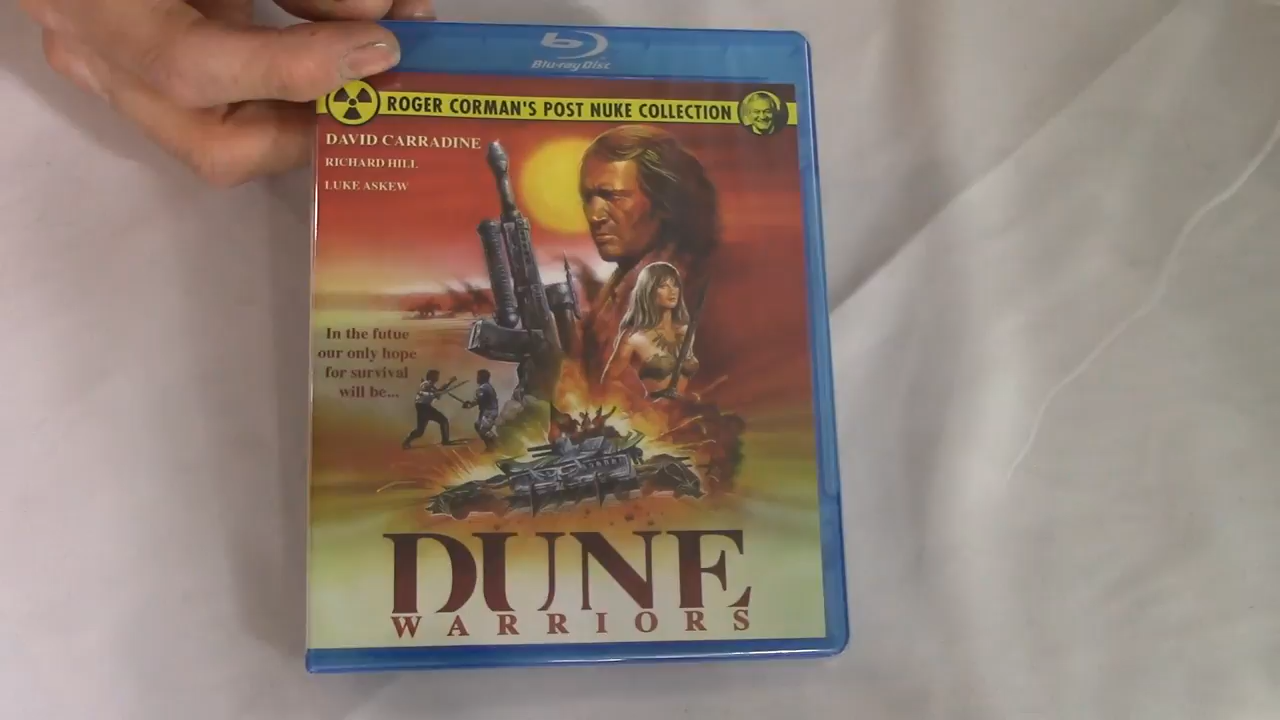 Blu-ray Disc
ROGER CORMAN'S POST NUKE COLLECTION
DAVID CARRADINE
RICHARD HILL
LUKE ASKEW
In the futue
our only hope
for survival
will be...
DUNE
WARRIORS